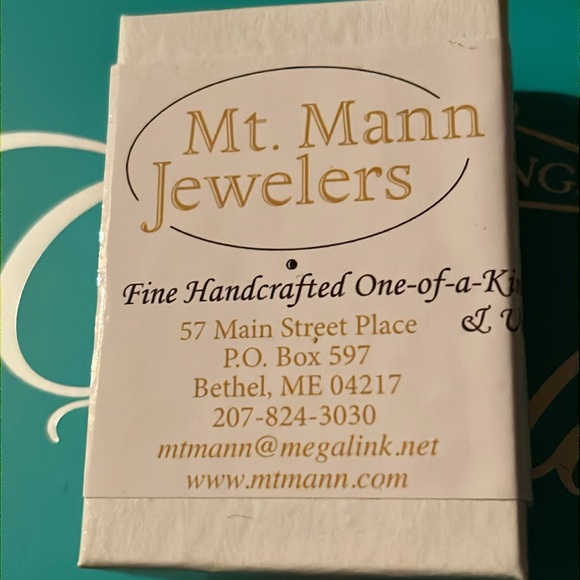 Mt. Mann
Jewelers
Fine Handcrafted One-of-a-Ki
& U
57 Main Street Place
P.O. Box 597
Bethel, ME 04217
207-824-3030
mtmann@megalink.net
www.mtmann.com
NG